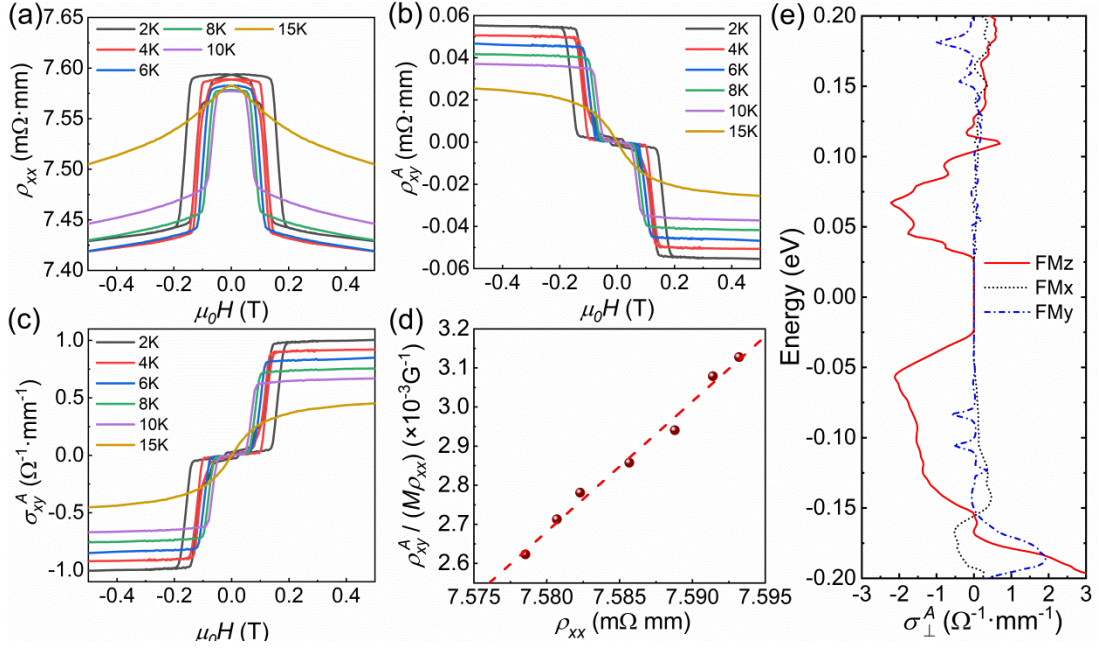 (a)
7.65
7.60
7.55
7.50
7.45
7.40
ρxx (mΩ·mm)
2K 8K 15K
4K 10K
6K
-0.4 -0.2 0.0 0.2 0.4
μ0H (T)
(b)
0.06
0.04
0.02
0.00
-0.02
-0.04
-0.06
ρ^A_xy (mΩ·mm)
2K
4K
6K
8K
10K
15K
-0.4 -0.2 0.0 0.2 0.4
μ0H (T)
(c)
1.0
0.5
0.0
-0.5
-1.0
σ^A_xy (Ω⁻¹·mm⁻¹)
2K
4K
6K
8K
10K
15K
-0.4 -0.2 0.0 0.2 0.4
μ0H (T)
(d)
3.2
3.1
3.0
2.9
2.8
2.7
2.6
ρ^A_xy / (Mρxx) (×10⁻³G⁻¹)
7.575 7.580 7.585 7.590 7.595
ρxx (mΩ mm)
(e)
0.20
0.15
0.10
0.05
0.00
-0.05
-0.10
-0.15
-0.20
Energy (eV)
FMz
FMx
FMy
-3 -2 -1 0 1 2 3
σ^A_⊥ (Ω⁻¹·mm⁻¹)